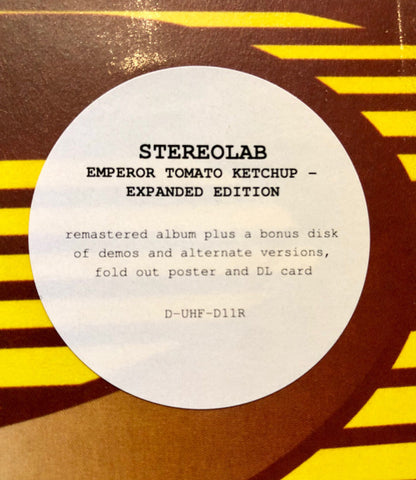 STEREOLAB
EMPEROR TOMATO KETCHUP –
EXPANDED EDITION
remastered album plus a bonus disk
of demos and alternate versions,
fold out poster and DL card
D-UHF-D11R